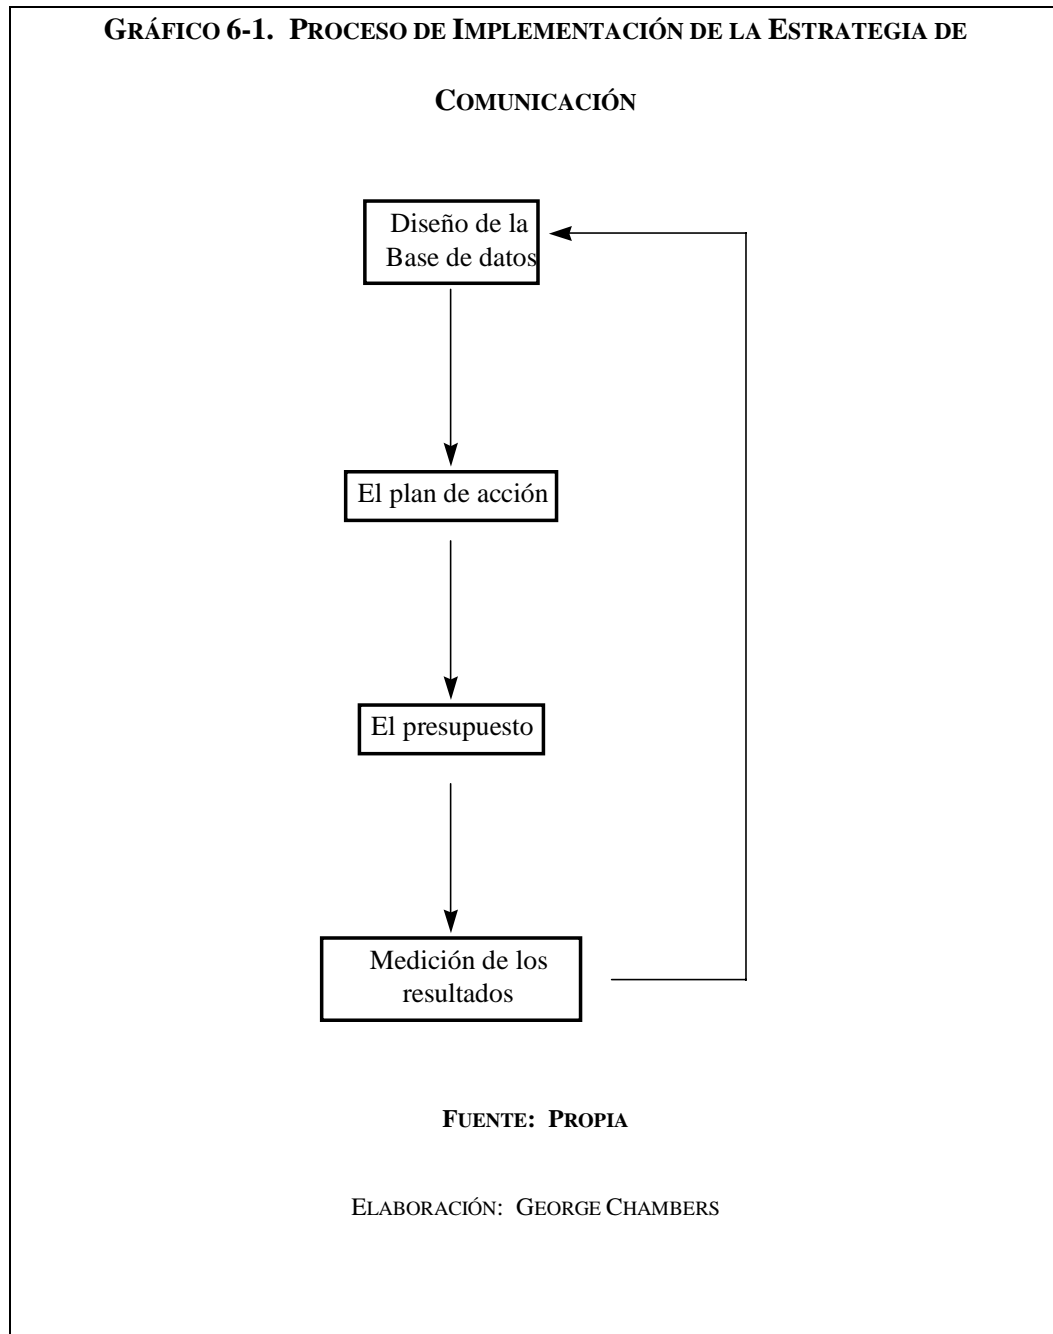 GRÁFICO 6-1. PROCESO DE IMPLEMENTACIÓN DE LA ESTRATEGIA DE
COMUNICACIÓN
Diseño de la
Base de datos
El plan de acción
El presupuesto
Medición de los
resultados
FUENTE: PROPIA
ELABORACIÓN: GEORGE CHAMBERS